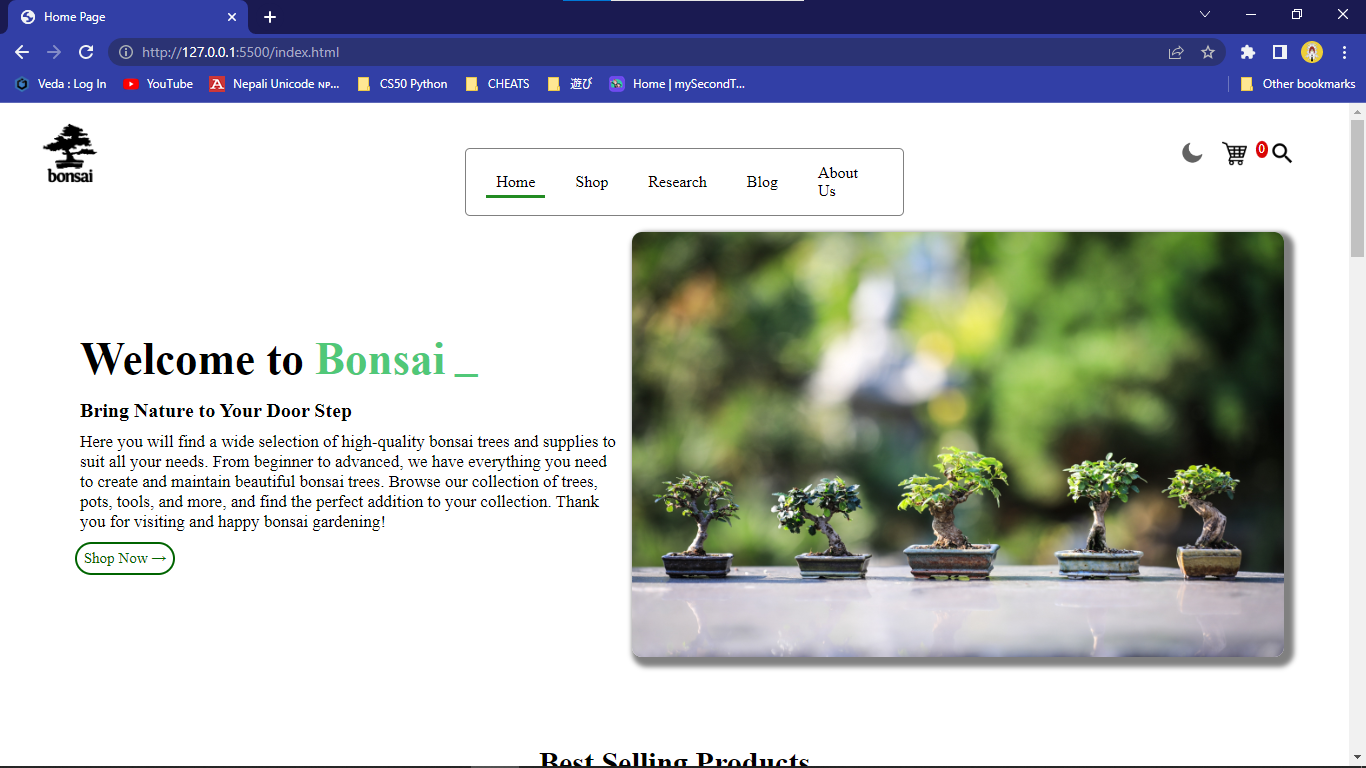 Home Page
http://127.0.0.1:5500/index.html
Veda : Log In YouTube Nepali Unicode ɴᴘ... CS50 Python CHEATS 遊び Home | mySecondT... Other bookmarks
bonsai
Home Shop Research Blog About Us
0
Welcome to Bonsai _
Bring Nature to Your Door Step
Here you will find a wide selection of high-quality bonsai trees and supplies to
suit all your needs. From beginner to advanced, we have everything you need
to create and maintain beautiful bonsai trees. Browse our collection of trees,
pots, tools, and more, and find the perfect addition to your collection. Thank
you for visiting and happy bonsai gardening!
Shop Now →
Best Selling Products